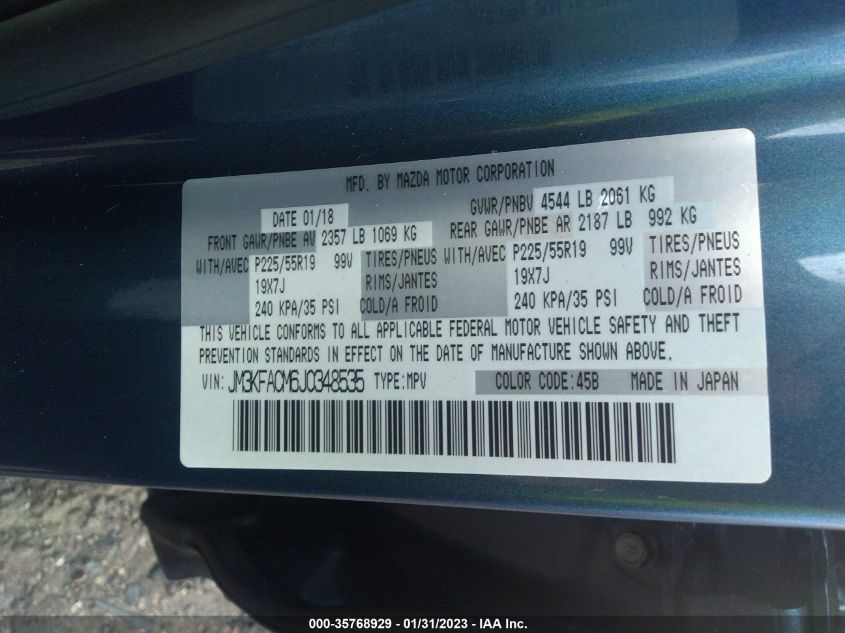 MFD. BY MAZDA MOTOR CORPORATION
DATE 01/18 GVWR/PNBV 4544 LB 2061 KG
FRONT GAWR/PNBE AV 2357 LB 1069 KG REAR GAWR/PNBE AR 2187 LB 992 KG
WITH/AVEC P225/55R19 99V TIRES/PNEUS WITH/AVEC P225/55R19 99V TIRES/PNEUS
19X7J RIMS/JANTES 19X7J RIMS/JANTES
240 KPA/35 PSI COLD/A FROID 240 KPA/35 PSI COLD/A FROID
THIS VEHICLE CONFORMS TO ALL APPLICABLE FEDERAL MOTOR VEHICLE SAFETY AND THEFT
PREVENTION STANDARDS IN EFFECT ON THE DATE OF MANUFACTURE SHOWN ABOVE.
VIN: JM3KFACM6J0348535 TYPE:MPV COLOR CODE:45B MADE IN JAPAN
000-35768929 - 01/31/2023 - IAA Inc.